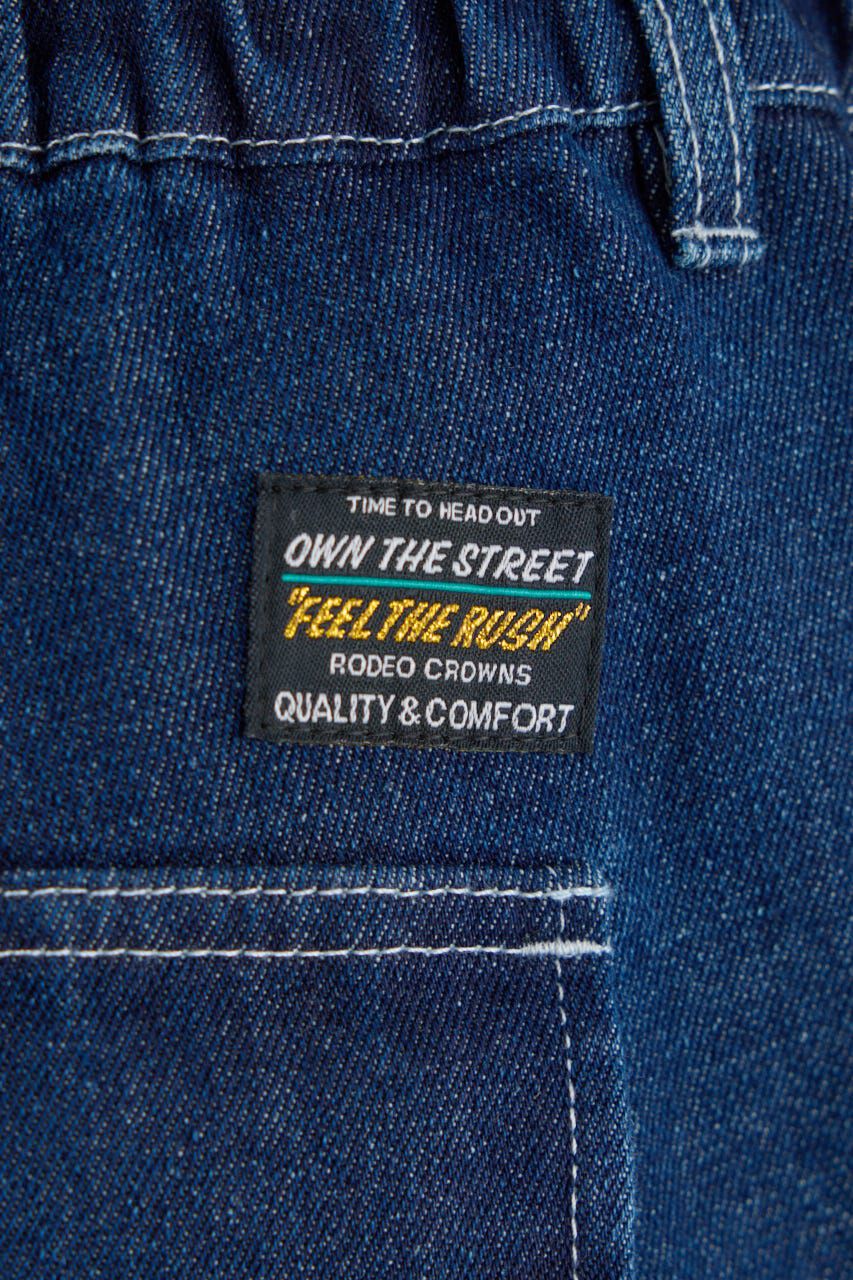 TIME TO HEAD OUT
OWN THE STREET
"FEEL THE RUSH"
RODEO CROWNS
QUALITY & COMFORT